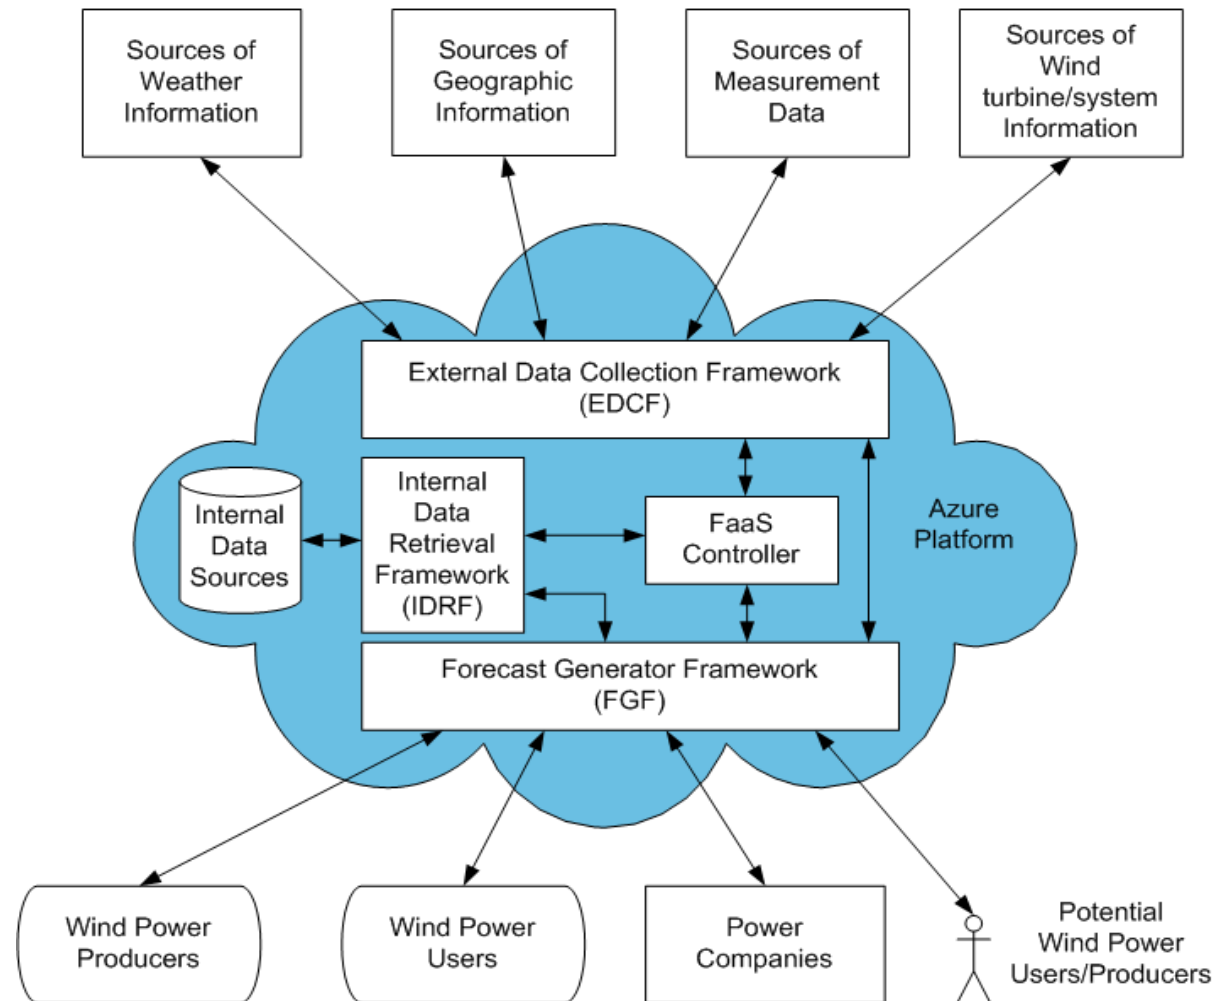 Sources of
Weather
Information
Sources of
Geographic
Information
Sources of
Measurement
Data
Sources of
Wind
turbine/system
Information
External Data Collection Framework
(EDCF)
Internal
Data
Sources
Internal
Data
Retrieval
Framework
(IDRF)
FaaS
Controller
Azure
Platform
Forecast Generator Framework
(FGF)
Wind Power
Producers
Wind Power
Users
Power
Companies
Potential
Wind Power
Users/Producers